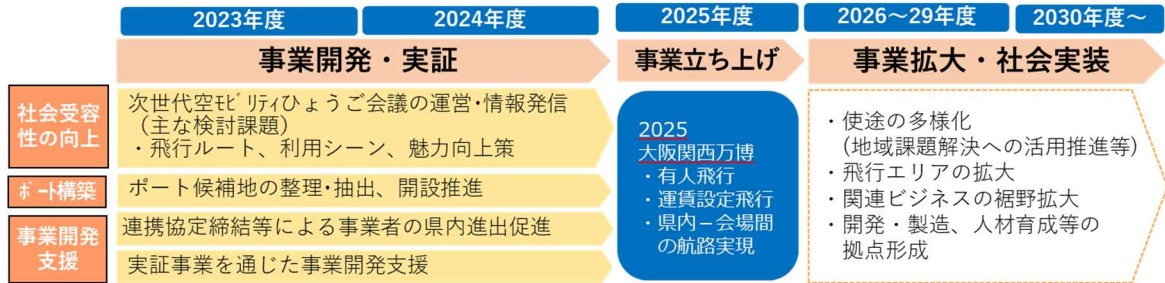 2023年度
2024年度
2025年度
2026～29年度
2030年度～
事業開発・実証
事業立ち上げ
事業拡大・社会実装
社会受容
性の向上
次世代空ﾓﾋﾞﾘﾃｨひょうご会議の運営・情報発信
（主な検討課題）
・飛行ルート、利用シーン、魅力向上策
ﾎﾟｰﾄ構築
ポート候補地の整理・抽出、開設推進
事業開発
支援
連携協定締結等による事業者の県内進出促進
実証事業を通じた事業開発支援
2025
大阪関西万博
・有人飛行
・運賃設定飛行
・県内－会場間
の航路実現
・使途の多様化
(地域課題解決への活用推進等)
・飛行エリアの拡大
・関連ビジネスの裾野拡大
・開発・製造、人材育成等の
拠点形成